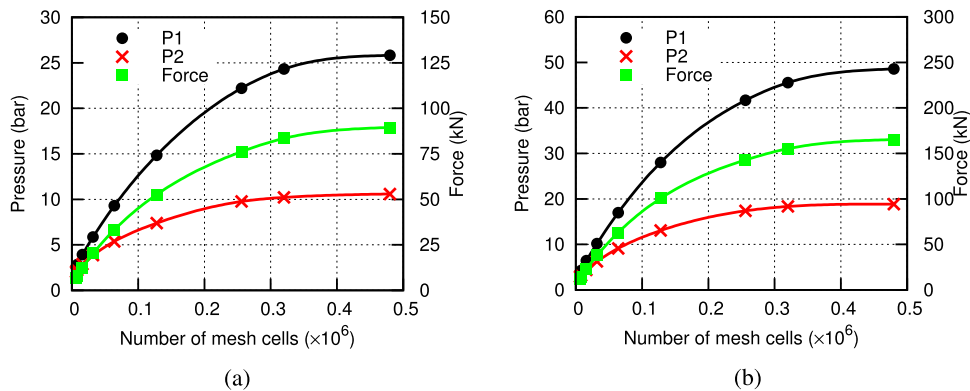 30
25
20
15
10
5
0
Pressure (bar)
P1
P2
Force
150
125
100
75
50
25
0
Force (kN)
0 0.1 0.2 0.3 0.4 0.5
Number of mesh cells (×10⁶)
(a)
60
50
40
30
20
10
0
Pressure (bar)
P1
P2
Force
300
250
200
150
100
50
0
Force (kN)
0 0.1 0.2 0.3 0.4 0.5
Number of mesh cells (×10⁶)
(b)